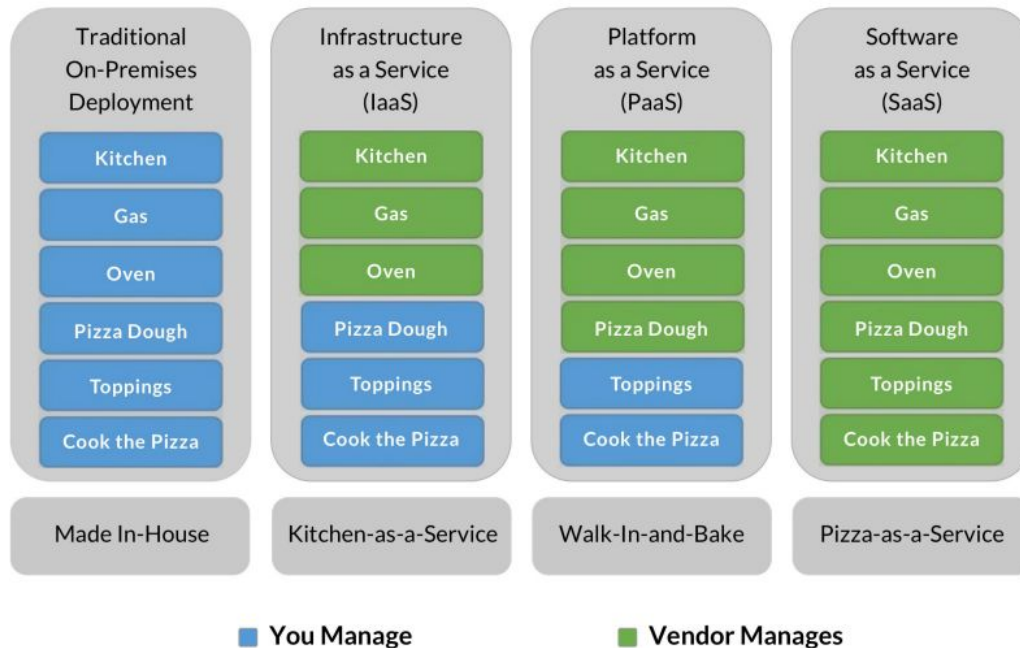 Traditional
On-Premises
Deployment
Kitchen
Gas
Oven
Pizza Dough
Toppings
Cook the Pizza
Made In-House
Infrastructure
as a Service
(IaaS)
Kitchen
Gas
Oven
Pizza Dough
Toppings
Cook the Pizza
Kitchen-as-a-Service
Platform
as a Service
(PaaS)
Kitchen
Gas
Oven
Pizza Dough
Toppings
Cook the Pizza
Walk-In-and-Bake
Software
as a Service
(SaaS)
Kitchen
Gas
Oven
Pizza Dough
Toppings
Cook the Pizza
Pizza-as-a-Service
You Manage
Vendor Manages